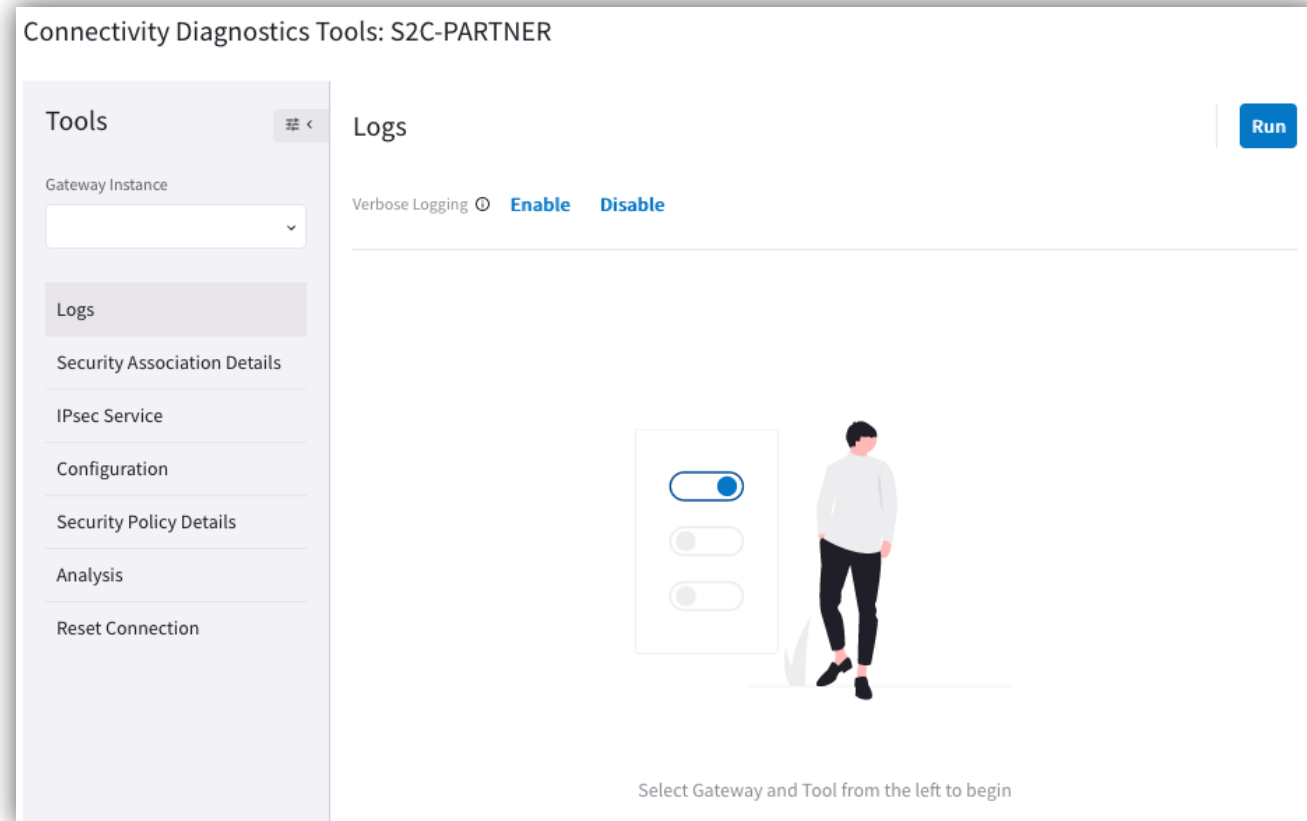 Connectivity Diagnostics Tools: S2C-PARTNER
Tools
Gateway Instance
Logs
Security Association Details
IPsec Service
Configuration
Security Policy Details
Analysis
Reset Connection
Logs
Run
Verbose Logging Enable Disable
Select Gateway and Tool from the left to begin